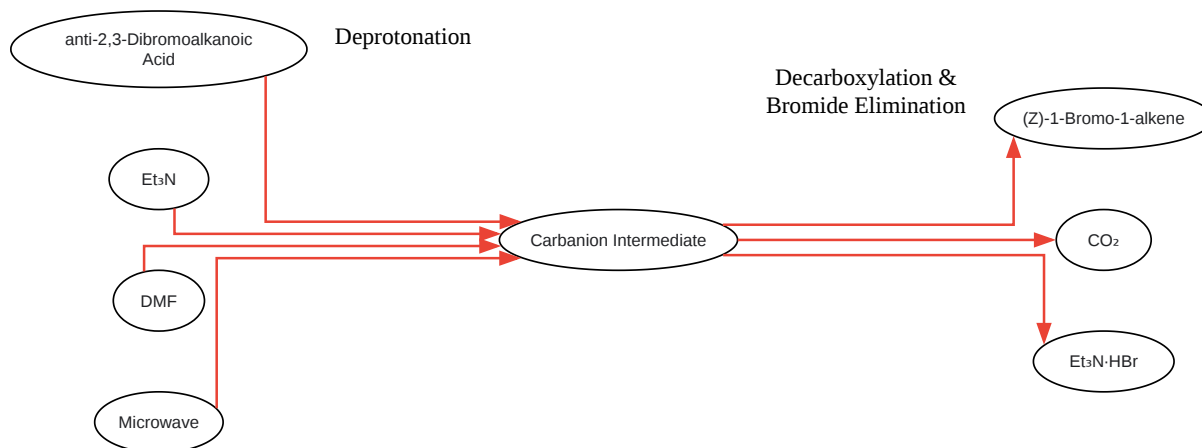 anti-2,3-Dibromoalkanoic
Acid
Deprotonation
Decarboxylation &
Bromide Elimination
(Z)-1-Bromo-1-alkene
Et₃N
Carbanion Intermediate
CO₂
DMF
Et₃N·HBr
Microwave